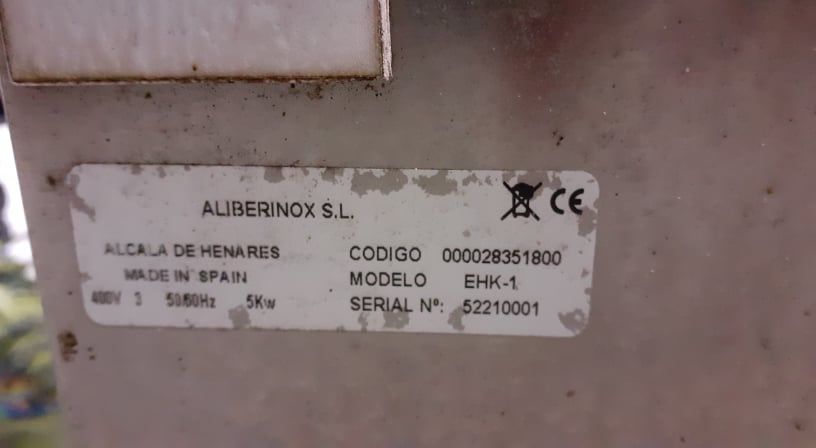 ALIBERINOX S.L.
CE
ALCALA DE HENARES
MADE IN SPAIN
400V 3 50/60Hz 5Kw
CODIGO 000028351800
MODELO EHK-1
SERIAL Nº: 52210001